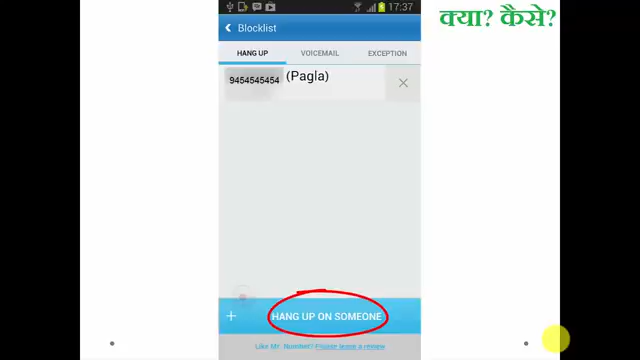 17:37
क्या? कैसे?
Blocklist
HANG UP VOICEMAIL EXCEPTION
9454545454 (Pagla)
+ HANG UP ON SOMEONE
Like Mr. Number? Please leave a review